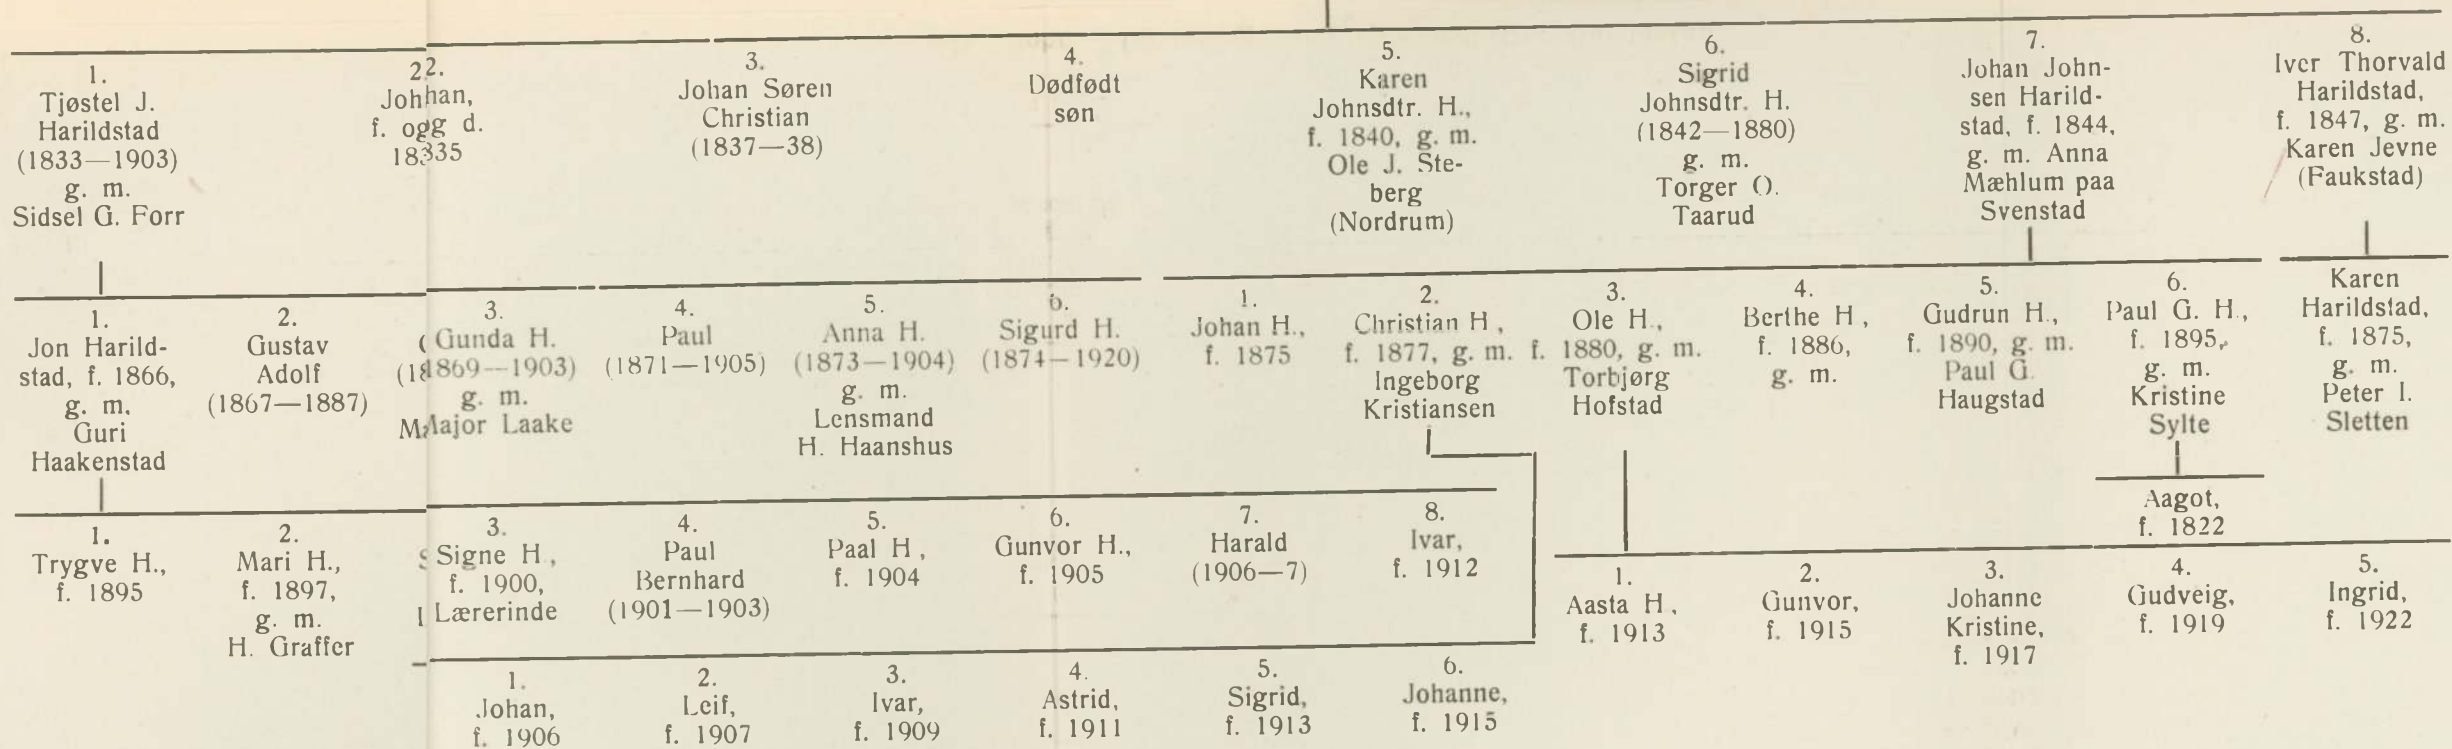 1.
Tjøstel J.
Harildstad
(1833—1903)
g. m.
Sidsel G. Forr
2.
Johan,
f. og d.
1835
3.
Johan Søren
Christian
(1837—38)
4.
Dødfødt
søn
5.
Karen
Johnsdtr. H.,
f. 1840, g. m.
Ole J. Ste-
berg
(Nordrum)
6.
Sigrid
Johnsdtr. H.
(1842—1880)
g. m.
Torger O.
Taarud
7.
Johan John-
sen Harild-
stad, f. 1844,
g. m. Anna
Mæhlum paa
Svenstad
8.
Iver Thorvald
Harildstad,
f. 1847, g. m.
Karen Jevne
(Faukstad)
1.
Jon Harild-
stad, f. 1866,
g. m.
Guri
Haakenstad
2.
Gustav
Adolf
(1867—1887)
3.
Gunda H.
(1869—1903)
g. m.
Major Laake
4.
Paul
(1871—1905)
5.
Anna H.
(1873—1904)
g. m.
Lensmand
H. Haanshus
6.
Sigurd H.
(1874—1920)
1.
Johan H.,
f. 1875
2.
Christian H,
f. 1877, g. m.
Ingeborg
Kristiansen
3.
Ole H.,
f. 1880, g. m.
Torbjørg
Hofstad
4.
Berthe H,
f. 1886,
g. m.
5.
Gudrun H.,
f. 1890, g. m.
Paul G.
Haugstad
6.
Paul G. H.,
f. 1895,
g. m.
Kristine
Sylte
Karen
Harildstad,
f. 1875,
g. m.
Peter I.
Sletten
Aagot,
f. 1822
1.
Trygve H.,
f. 1895
2.
Mari H.,
f. 1897,
g. m.
H. Graffer
3.
Signe H.,
f. 1900,
Lærerinde
4.
Paul
Bernhard
(1901—1903)
5.
Paal H,
f. 1904
6.
Gunvor H.,
f. 1905
7.
Harald
(1906—7)
8.
Ivar,
f. 1912
1.
Aasta H,
f. 1913
2.
Gunvor,
f. 1915
3.
Johanne
Kristine,
f. 1917
4.
Gudveig,
f. 1919
5.
Ingrid,
f. 1922
1.
Johan,
f. 1906
2.
Leif,
f. 1907
3.
Ivar,
f. 1909
4.
Astrid,
f. 1911
5.
Sigrid,
f. 1913
6.
Johanne,
f. 1915